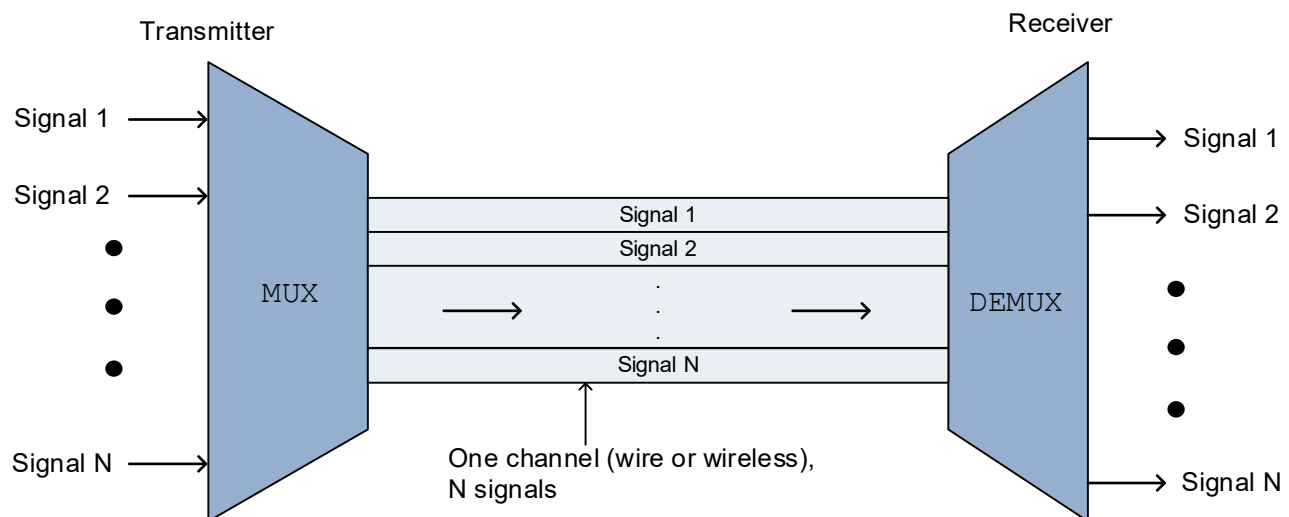 Transmitter
Receiver
Signal 1
Signal 2
Signal N
MUX
Signal 1
Signal 2
Signal N
One channel (wire or wireless),
N signals
DEMUX
Signal 1
Signal 2
Signal N